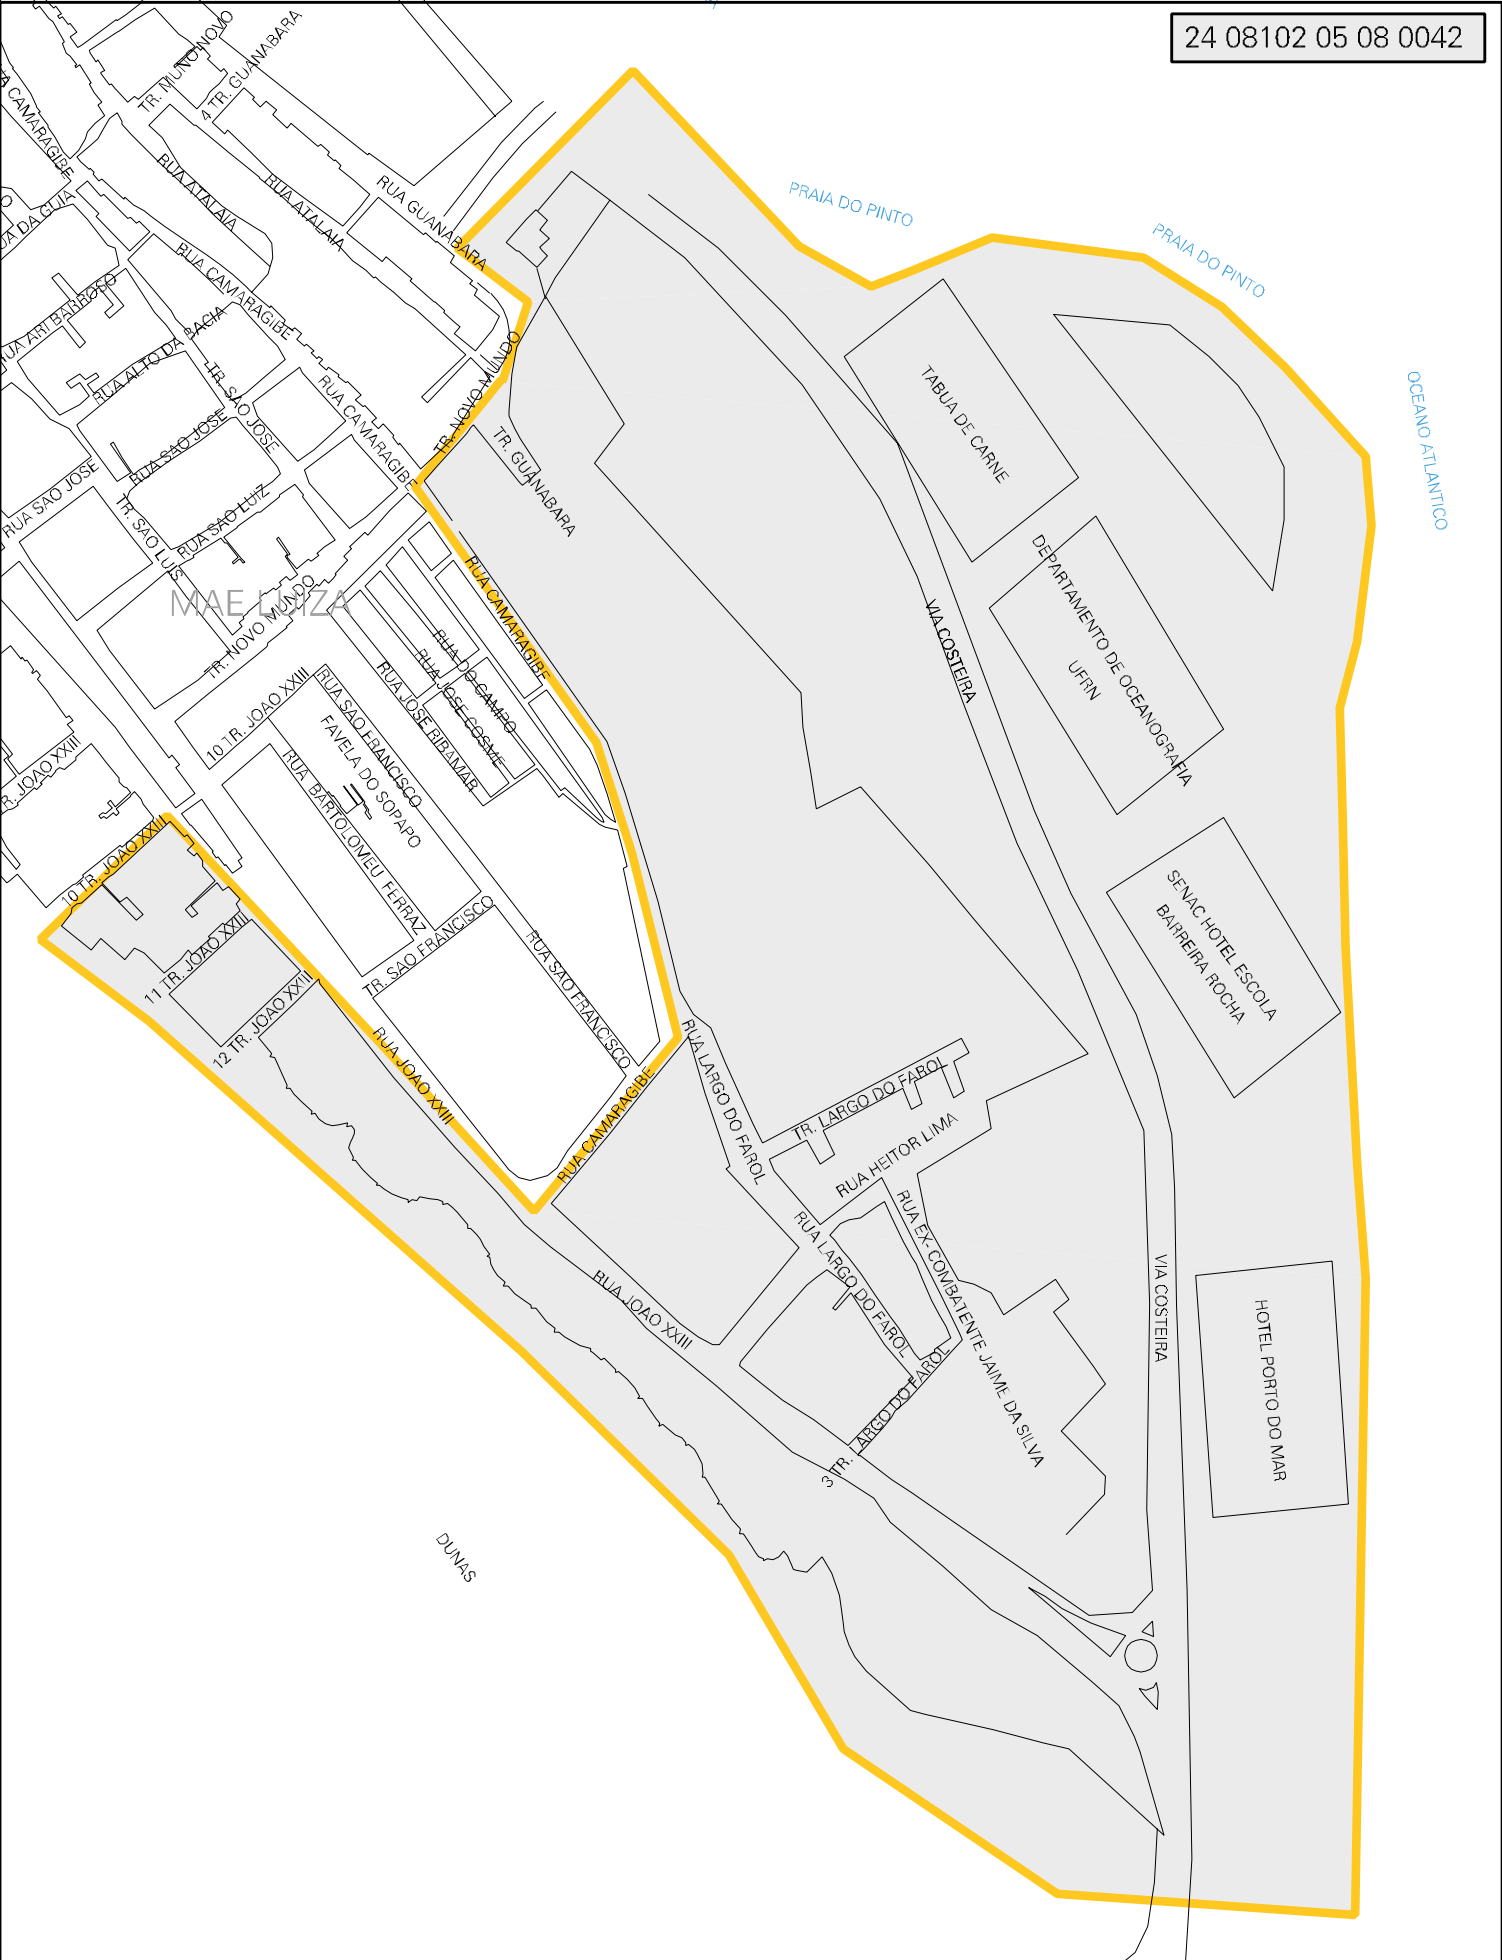 24 08102 05 08 0042
TR. MUNO NOVO
4 TR. GUANABARA
CAMARAGIBE
RUA ATALAIA
RUA ATALAIA
RUA GUANABARA
PRAIA DO PINTO
PRAIA DO PINTO
OCEANO ATLANTICO
RUA CAMARAGIBE
RUA ARI BARROSO
RUA ALTO DA BACIA
TR. SAO JOSE
RUA CAMARAGIBE
TR. NOVO MUNDO
TABUA DE CARNE
RUA SAO JOSE
RUA SAO JOSE
TR. GUANABARA
TR. SAO LUIS
RUA SAO LUIZ
MAE LUIZA
TR. NOVO MUNDO
RUA CAMARAGIBE
DEPARTAMENTO DE OCEANOGRAFIA
UFRN
VIA COSTEIRA
RUA DO CAMPO
RUA JOSE COSME
RUA JOSE RIBAMAR
10 TR. JOAO XXIII
RUA SAO FRANCISCO
FAVELA DO SOPAPO
RUA BARTOLOMEU FERRAZ
R. JOAO XXIII
10 TR. JOAO XXIII
11 TR. JOAO XXIII
12 TR. JOAO XXIII
TR. SAO FRANCISCO
RUA SAO FRANCISCO
SENAC HOTEL ESCOLA
BARREIRA ROCHA
RUA JOAO XXIII
RUA CAMARAGIBE
RUA LARGO DO FAROL
TR. LARGO DO FAROL
RUA HEITOR LIMA
RUA EX-COMBATENTE JAIME DA SILVA
RUA LARGO DO FAROL
RUA JOAO XXIII
VIA COSTEIRA
HOTEL PORTO DO MAR
3 TR. LARGO DO FAROL
DUNAS